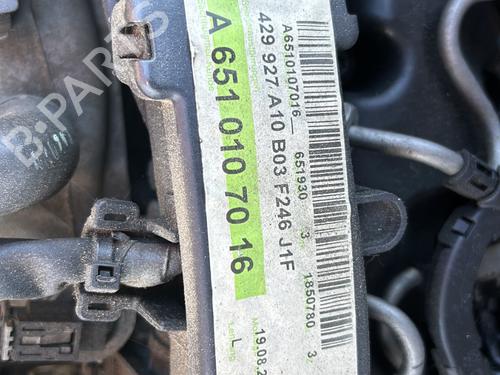 A6510107016
651930
3
1850780
3
429 927 A10 B03 F246 J1F
A 651 010 70 16
19.08.2
L
B-PARTS